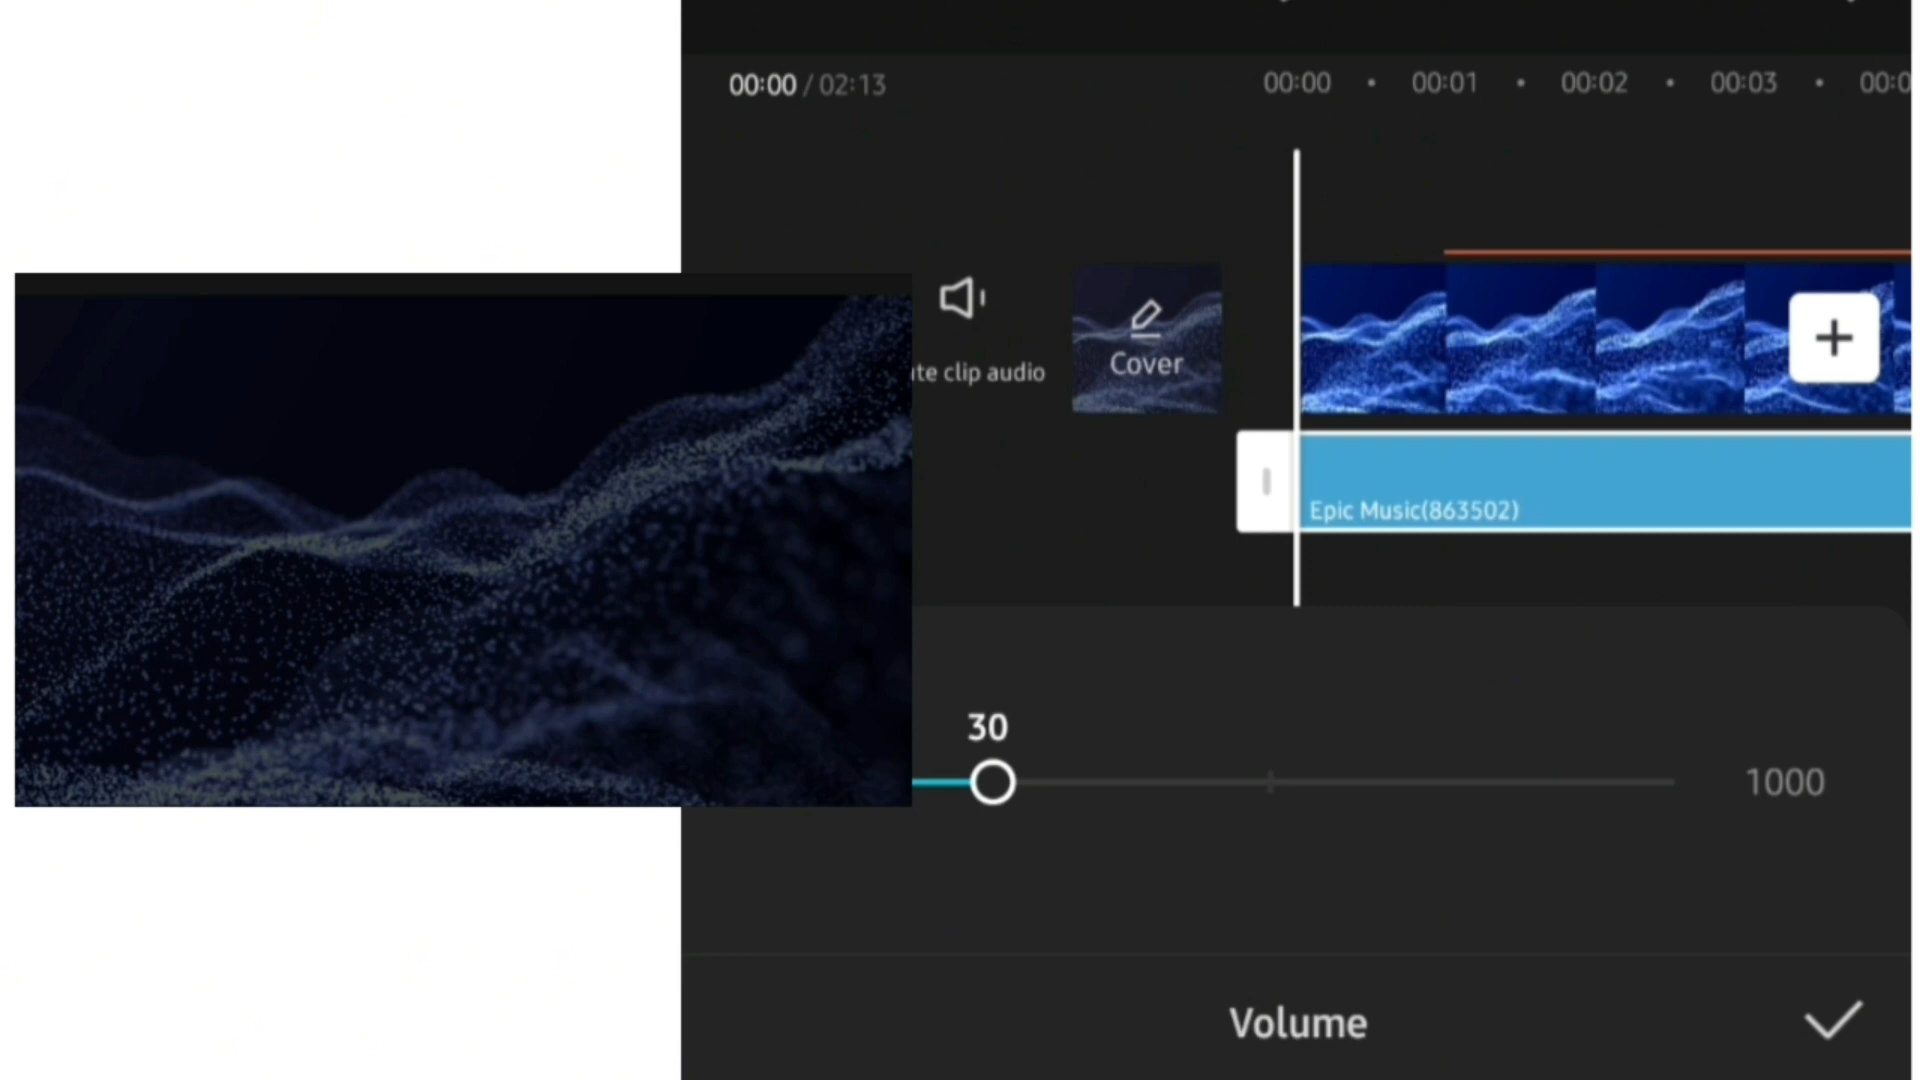 00:00 / 02:13
00:00 • 00:01 • 00:02 • 00:03 •
clip audio
Cover
Epic Music(863502)
30
1000
Volume